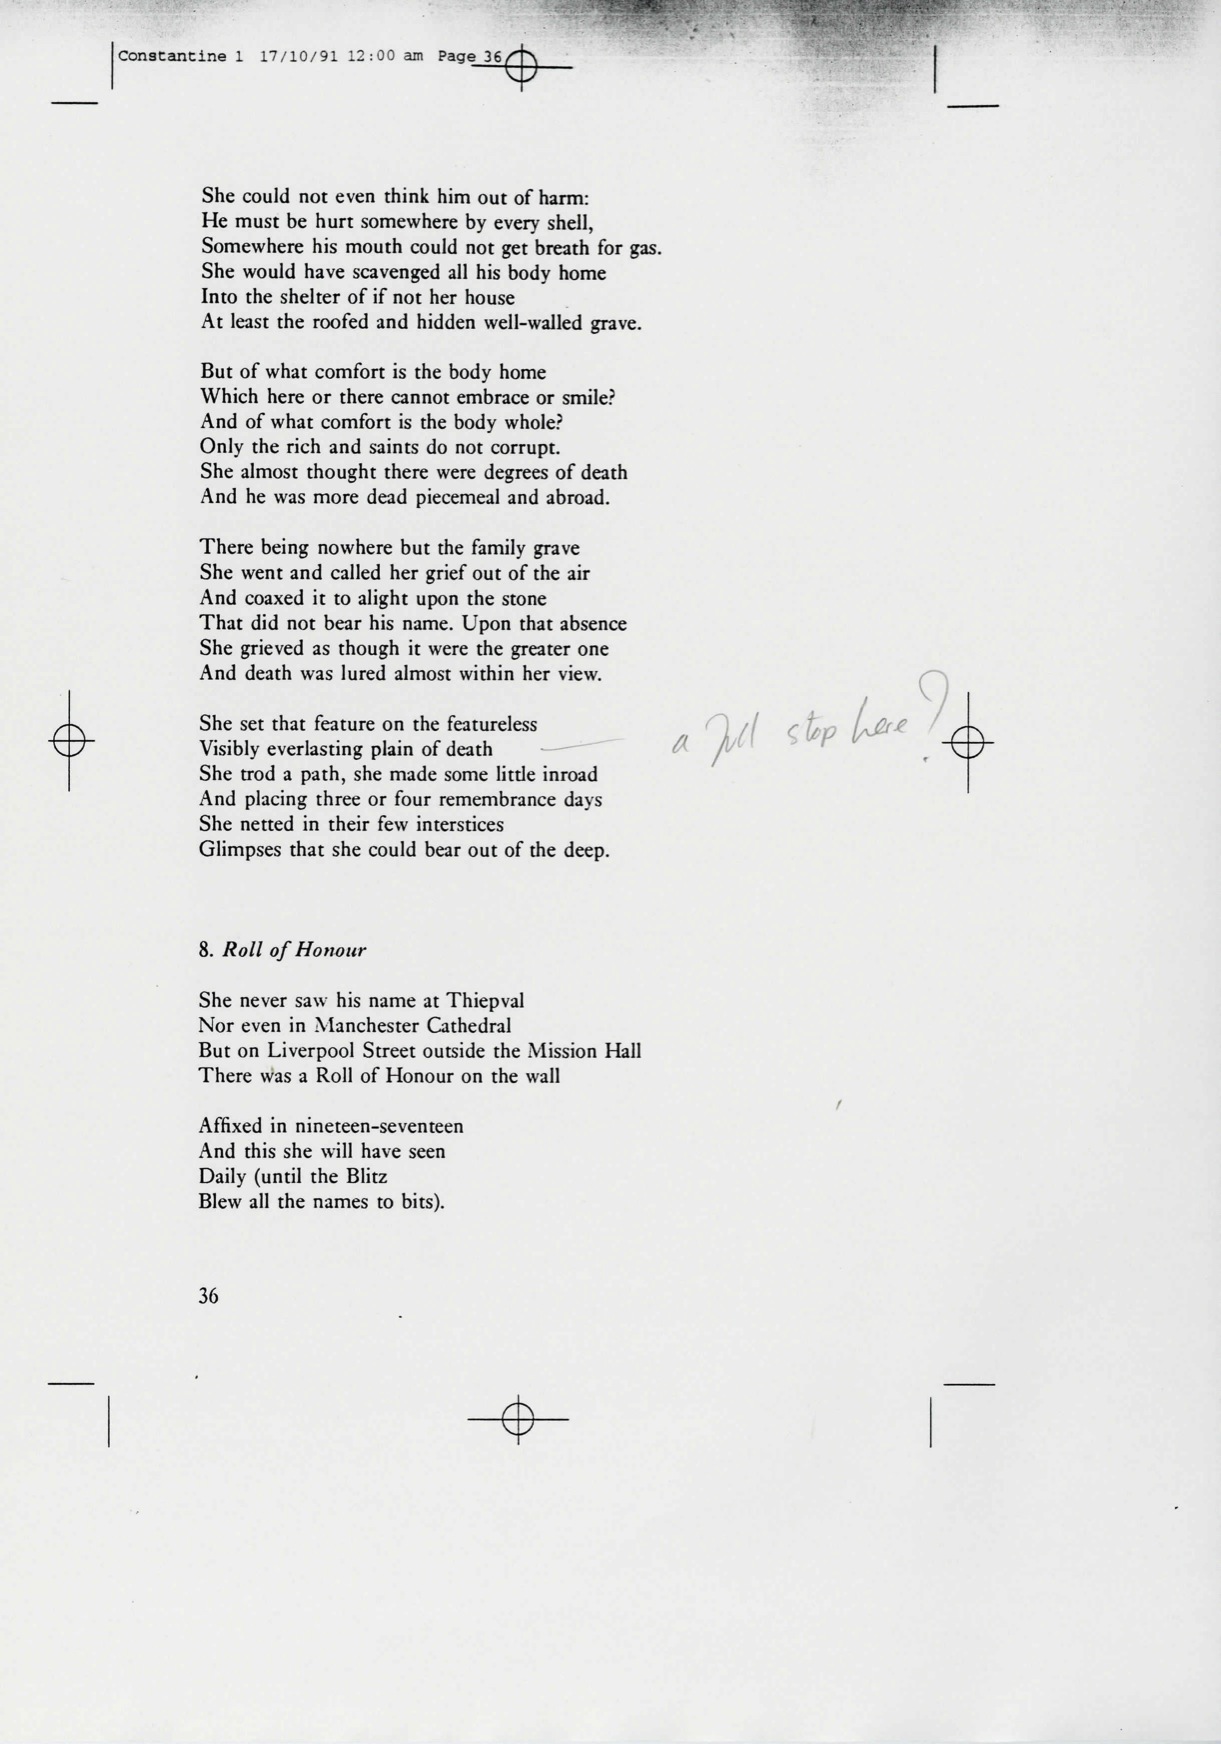 Constantine 1 17/10/91 12:00 am Page 36
She could not even think him out of harm:
He must be hurt somewhere by every shell,
Somewhere his mouth could not get breath for gas.
She would have scavenged all his body home
Into the shelter of if not her house
At least the roofed and hidden well-walled grave.
But of what comfort is the body home
Which here or there cannot embrace or smile?
And of what comfort is the body whole?
Only the rich and saints do not corrupt.
She almost thought there were degrees of death
And he was more dead piecemeal and abroad.
There being nowhere but the family grave
She went and called her grief out of the air
And coaxed it to alight upon the stone
That did not bear his name. Upon that absence
She grieved as though it were the greater one
And death was lured almost within her view.
She set that feature on the featureless
Visibly everlasting plain of death
a full stop here?
She trod a path, she made some little inroad
And placing three or four remembrance days
She netted in their few interstices
Glimpses that she could bear out of the deep.
8. Roll of Honour
She never saw his name at Thiepval
Nor even in Manchester Cathedral
But on Liverpool Street outside the Mission Hall
There was a Roll of Honour on the wall
Affixed in nineteen-seventeen
And this she will have seen
Daily (until the Blitz
Blew all the names to bits).
36